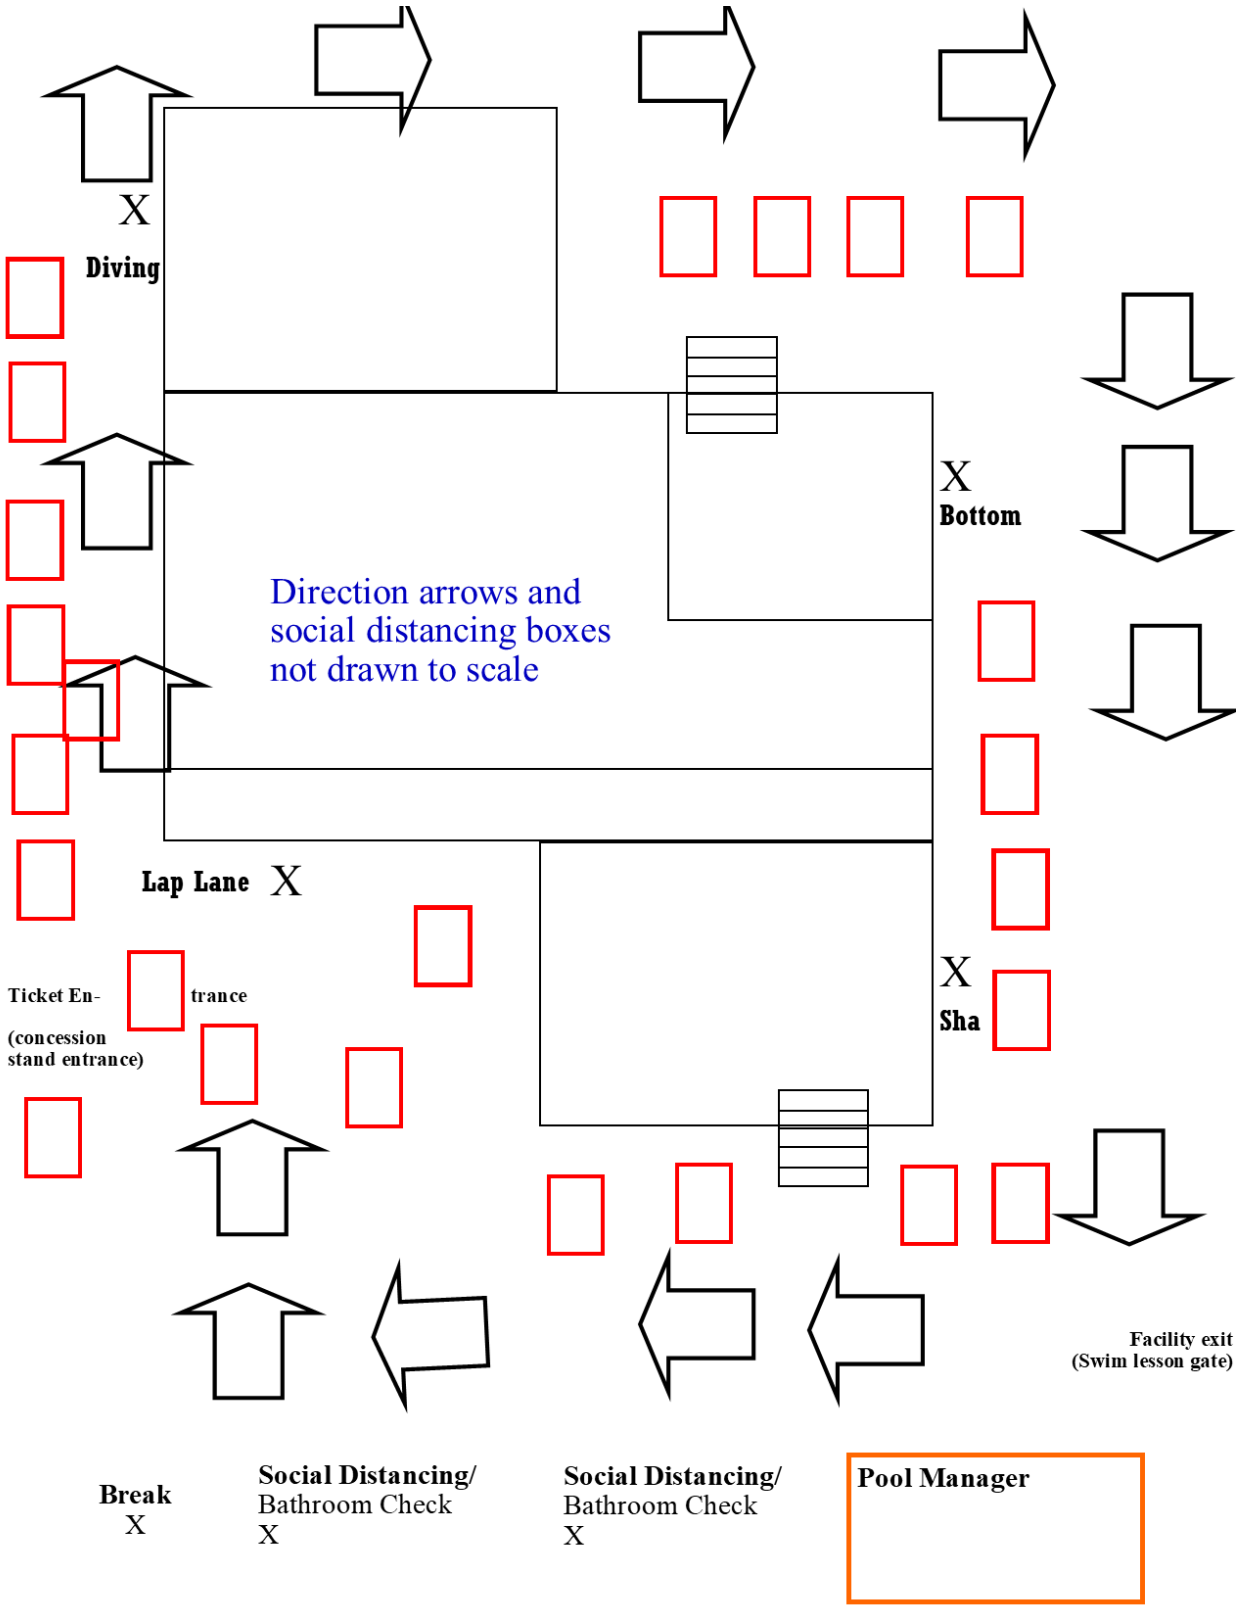 X
Diving
X
Bottom
Direction arrows and
social distancing boxes
not drawn to scale
Lap Lane X
X
Sha
Ticket En- trance
(concession
stand entrance)
Facility exit
(Swim lesson gate)
Break
X
Social Distancing/
Bathroom Check
X
Social Distancing/
Bathroom Check
X
Pool Manager